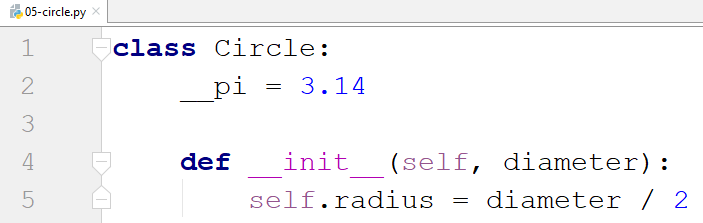 05-circle.py
1 class Circle:
2 __pi = 3.14
3
4 def __init__(self, diameter):
5 self.radius = diameter / 2